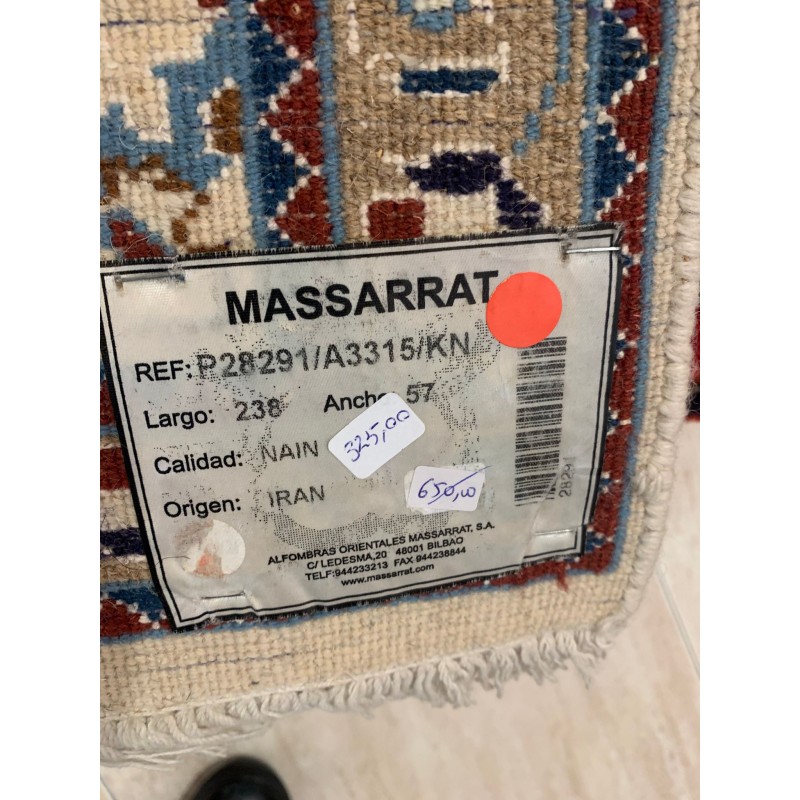 MASSARRAT
REF: P28291/A3315/KN
Largo: 238 Ancho 57
325,00
Calidad: NAIN
650,00
Origen: IRAN
28291
ALFOMBRAS ORIENTALES MASSARRAT, S.A.
C/ LEDESMA,20 48001 BILBAO
TELF:944233213 FAX 944238844
www.massarrat.com